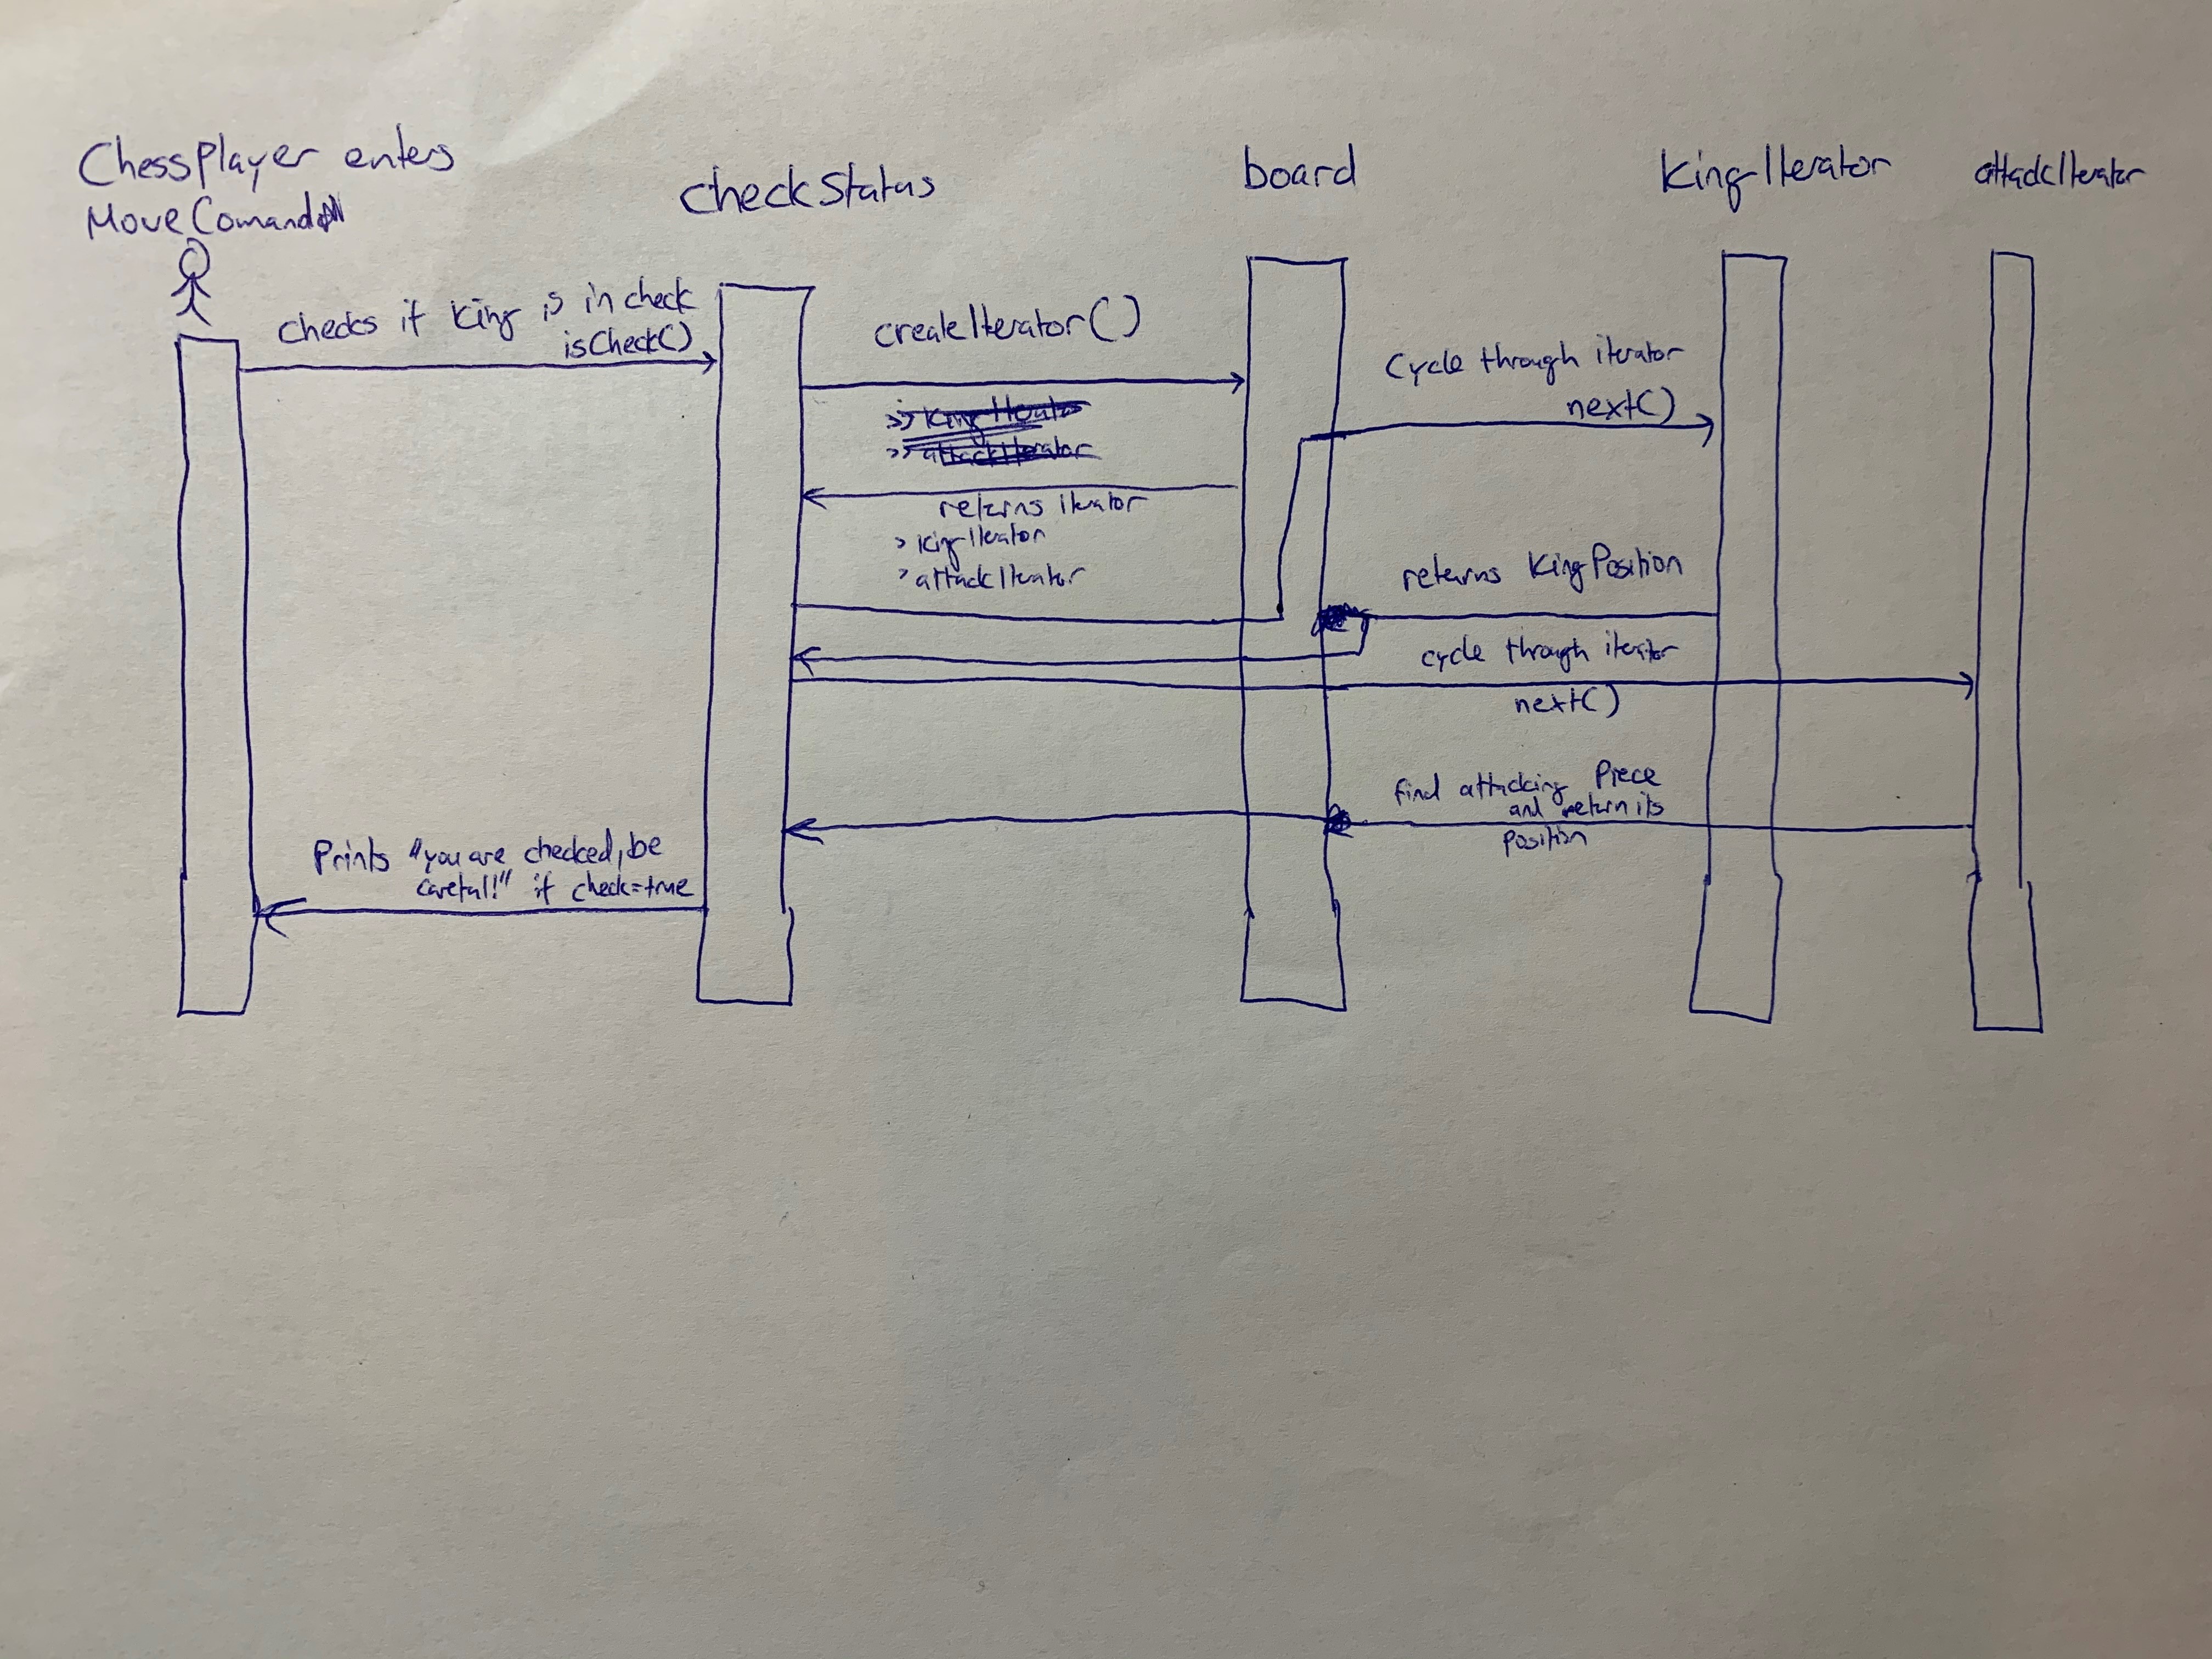 ChessPlayer enters
MoveComand
checkStatus
board
KingIterator
attackIterator
checks if King is in check
isCheck()
createIterator()
>> KingIterator
>> attackIterator
returns iterator
> KingIterator
> attackIterator
Cycle through iterator
next()
returns KingPosition
cycle through iterator
next()
find attacking Piece
and return its
position
Prints "you are checked, be
careful!" if check=true